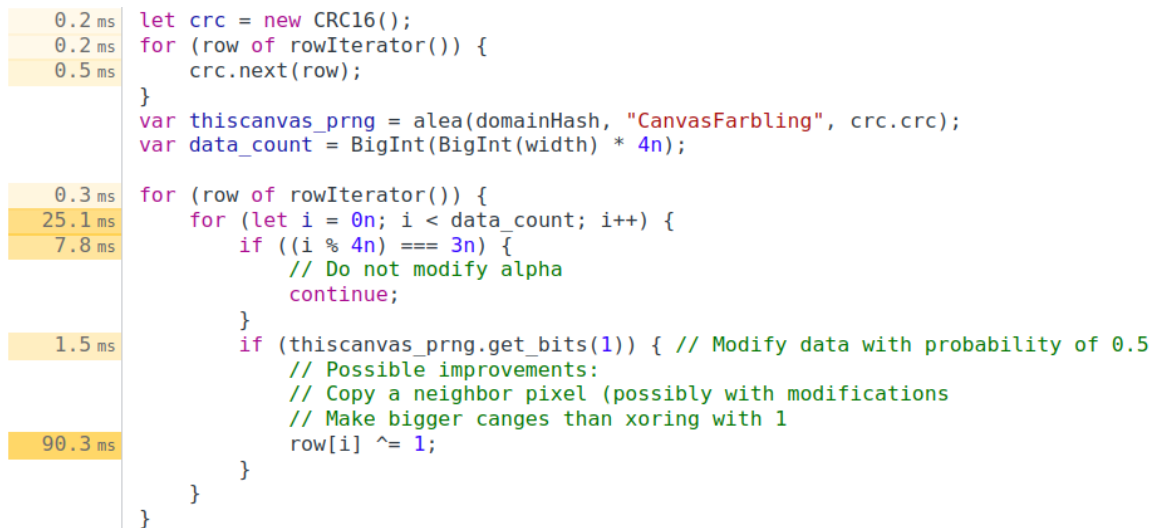 0.2 ms let crc = new CRC16();
0.2 ms for (row of rowIterator()) {
0.5 ms     crc.next(row);
}
var thiscanvas_prng = alea(domainHash, "CanvasFarbling", crc.crc);
var data_count = BigInt(BigInt(width) * 4n);

0.3 ms for (row of rowIterator()) {
25.1 ms     for (let i = 0n; i < data_count; i++) {
7.8 ms         if ((i % 4n) === 3n) {
            // Do not modify alpha
            continue;
        }
1.5 ms         if (thiscanvas_prng.get_bits(1)) { // Modify data with probability of 0.5
            // Possible improvements:
            // Copy a neighbor pixel (possibly with modifications
            // Make bigger canges than xoring with 1
90.3 ms             row[i] ^= 1;
        }
    }
}